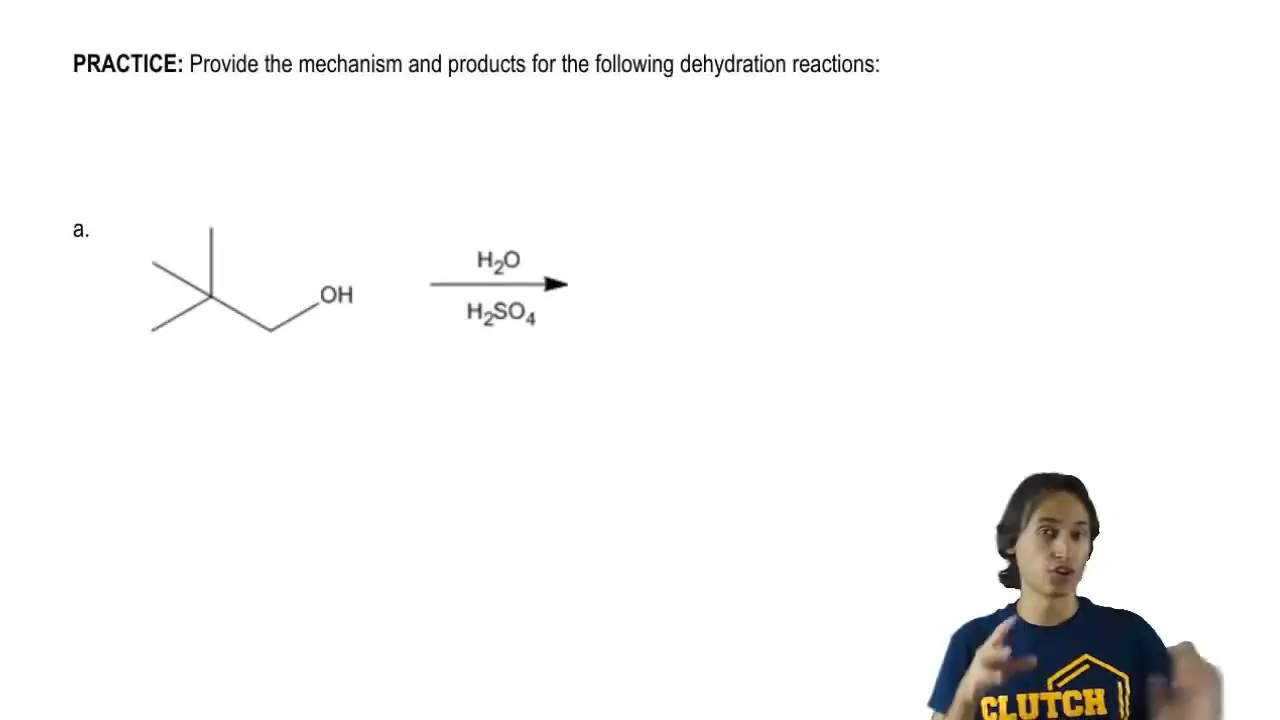 PRACTICE: Provide the mechanism and products for the following dehydration reactions:
a.
OH
H₂O
H₂SO₄
CLUTCH